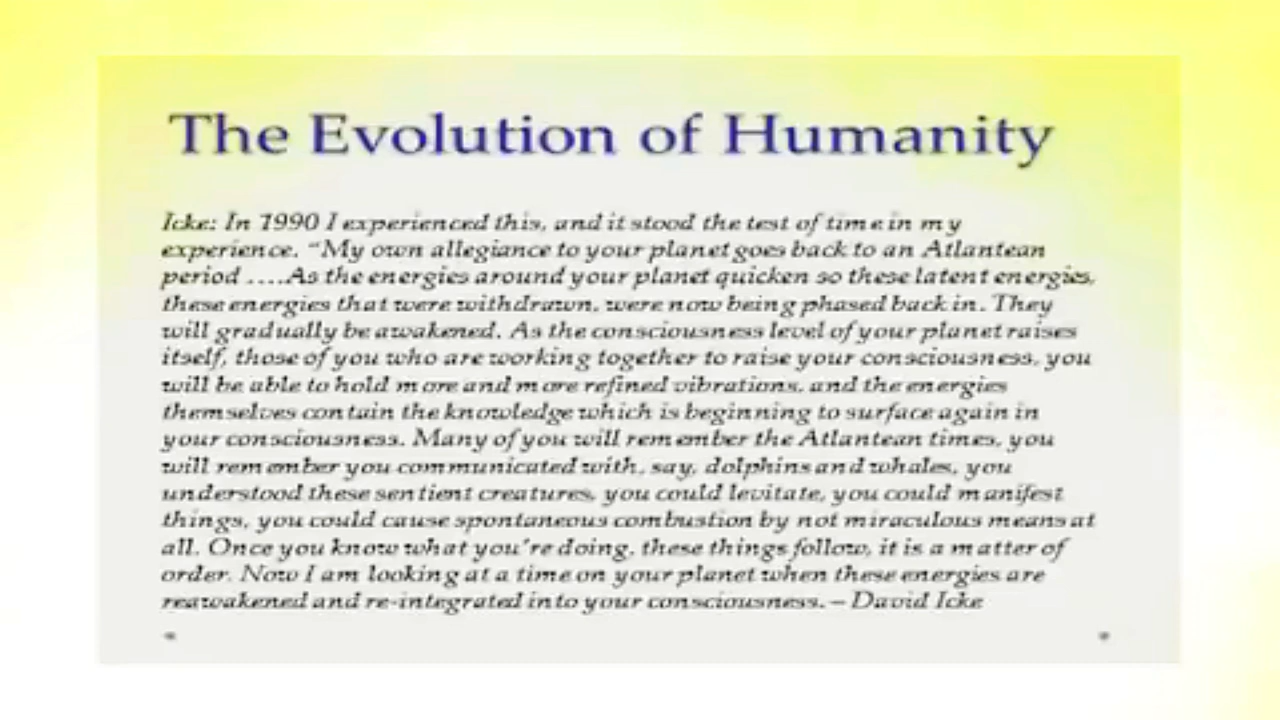 The Evolution of Humanity
Icke: In 1990 I experienced this, and it stood the test of time in my
experience. "My own allegiance to your planet goes back to an Atlantean
period .....As the energies around your planet quicken so these latent energies,
these energies that were withdrawn, were now being phased back in. They
will gradually be awakened. As the consciousness level of your planet raises
itself, those of you who are working together to raise your consciousness, you
will be able to hold more and more refined vibrations, and the energies
themselves contain the knowledge which is beginning to surface again in
your consciousness. Many of you will remember the Atlantean times, you
will remember you communicated with, say, dolphins and whales, you
understood these sentient creatures, you could levitate, you could manifest
things, you could cause spontaneous combustion by not miraculous means at
all. Once you know what you're doing, these things follow, it is a matter of
order. Now I am looking at a time on your planet when these energies are
reawakened and re-integrated into your consciousness. – David Icke